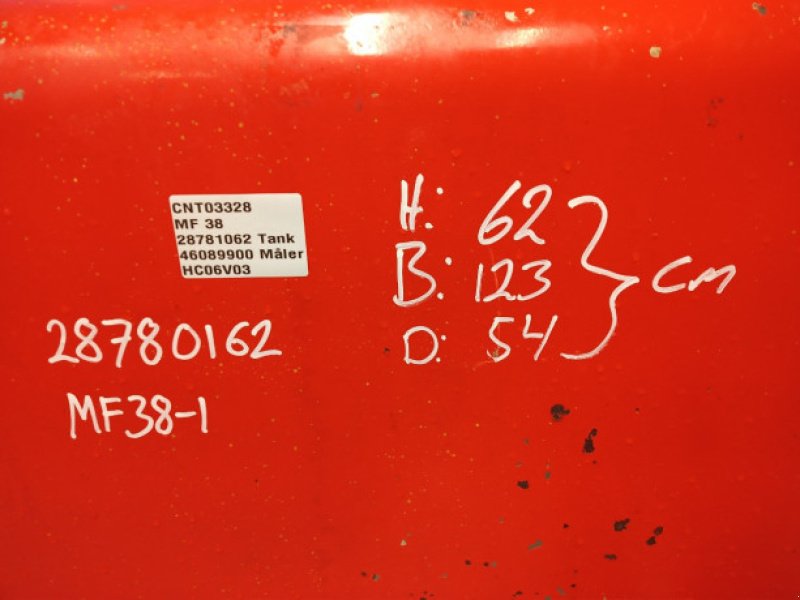 CNT03328
MF 38
28781062 Tank
46089900 Måler
HC06V03
28780162
MF38-1
H: 62
B: 123
D: 54
cm